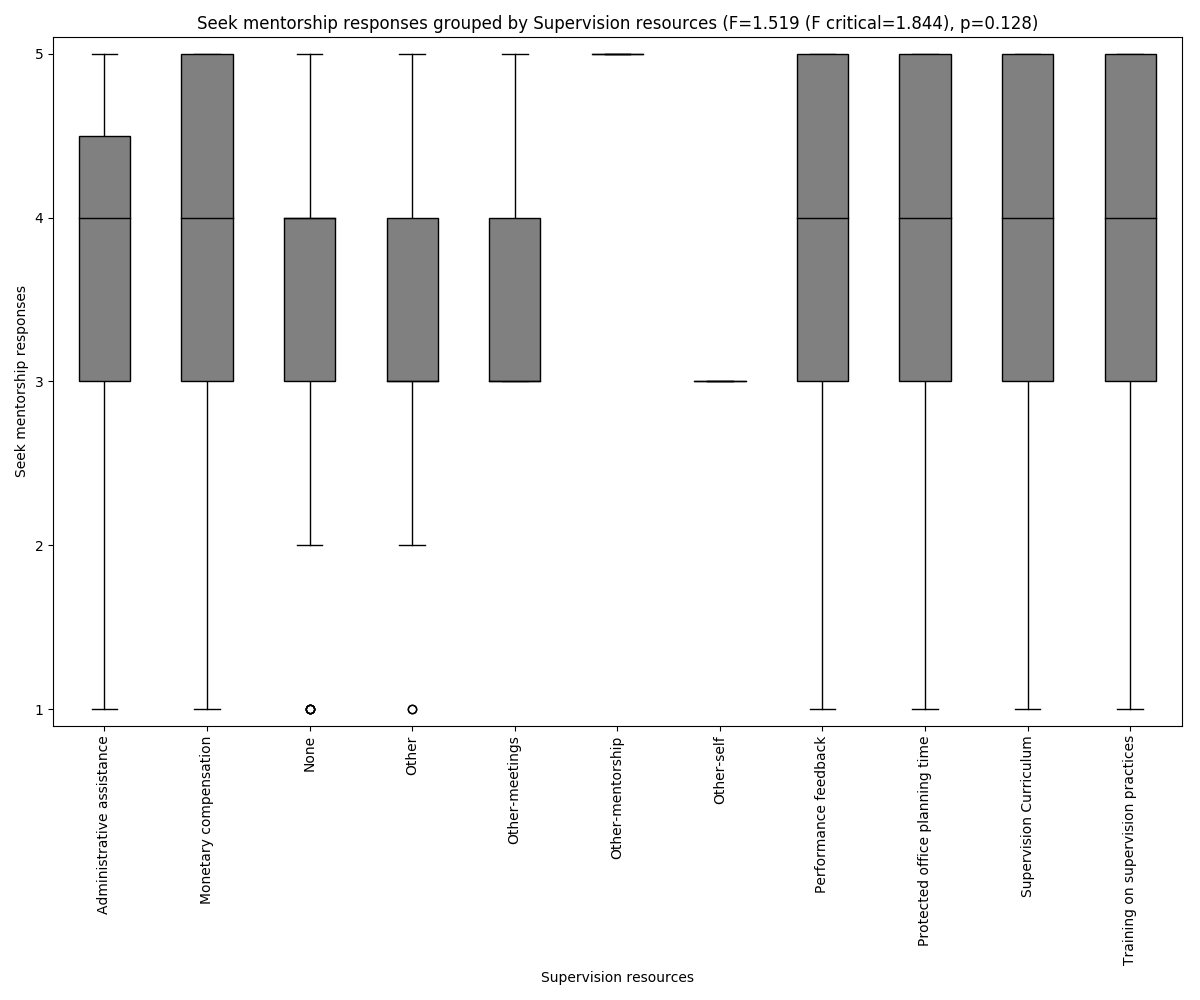 Seek mentorship responses grouped by Supervision resources (F=1.519 (F critical=1.844), p=0.128)
Seek mentorship responses
5
4
3
2
1
Administrative assistance
Monetary compensation
None
Other
Other-meetings
Other-mentorship
Other-self
Performance feedback
Protected office planning time
Supervision Curriculum
Training on supervision practices
Supervision resources